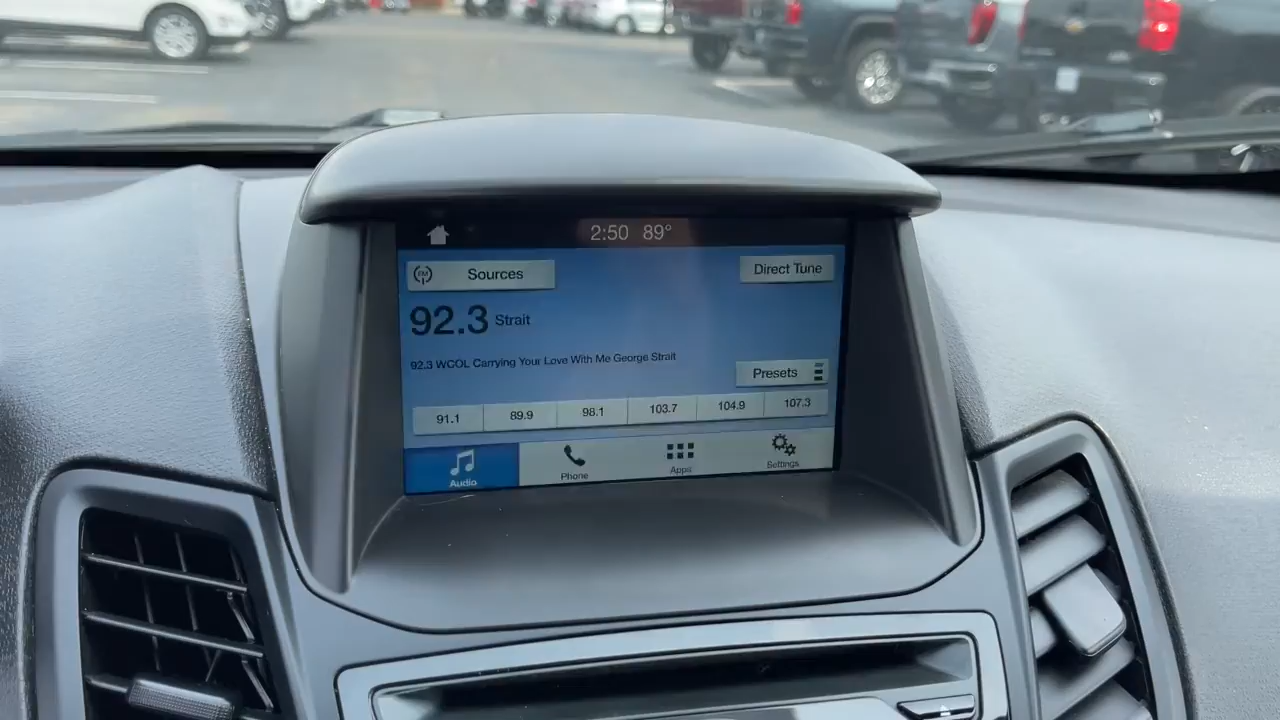 2:50 89°
FM Sources
Direct Tune
92.3 Strait
92.3 WCOL Carrying Your Love With Me George Strait
Presets
91.1 89.9 98.1 103.7 104.9 107.3
Audio Phone Apps Settings